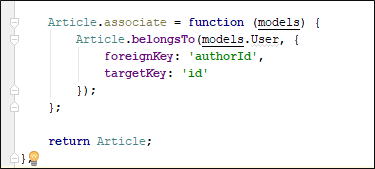 Article.associate = function (models) {
    Article.belongsTo(models.User, {
        foreignKey: 'authorId',
        targetKey: 'id'
    });
};
return Article;
};